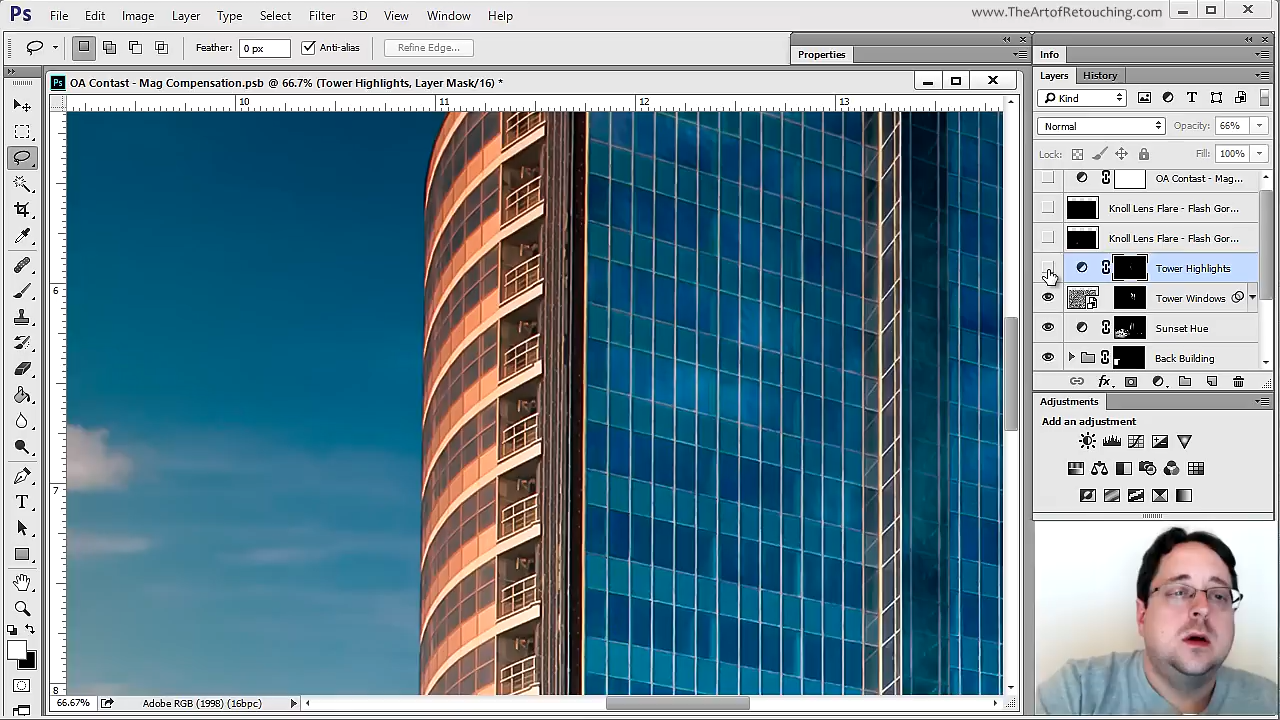 Ps File Edit Image Layer Type Select Filter 3D View Window Help www.TheArtofRetouching.com
Feather: 0 px Anti-alias Refine Edge...
Properties
Info
Layers History
OA Contast - Mag Compensation.psb @ 66.7% (Tower Highlights, Layer Mask/16) *
10 11 12 13
6
7
8
Kind
Normal Opacity: 66%
Lock: Fill: 100%
OA Contast - Mag...
Knoll Lens Flare - Flash Gor...
Knoll Lens Flare - Flash Gor...
Tower Highlights
Tower Windows
Sunset Hue
Back Building
fx
Adjustments
Add an adjustment
66.67% Adobe RGB (1998) (16bpc)